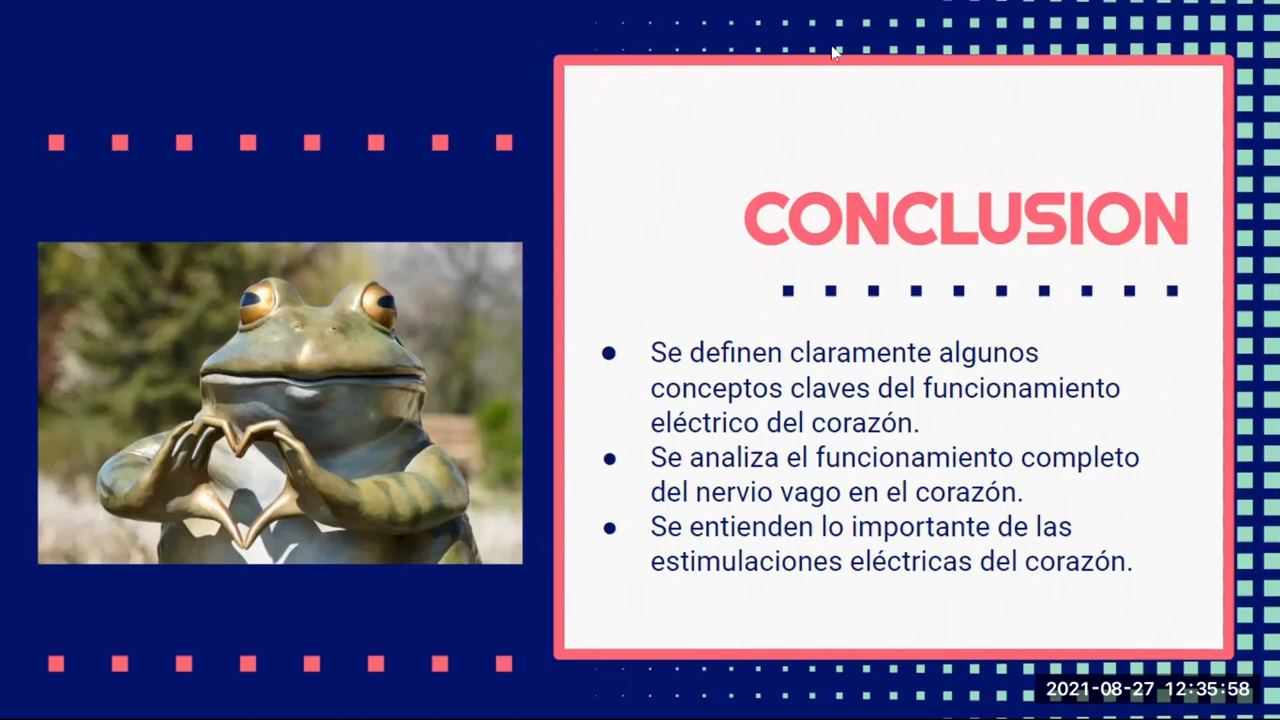 CONCLUSION
● Se definen claramente algunos
conceptos claves del funcionamiento
eléctrico del corazón.
● Se analiza el funcionamiento completo
del nervio vago en el corazón.
● Se entienden lo importante de las
estimulaciones eléctricas del corazón.
2021-08-27 12:35:58